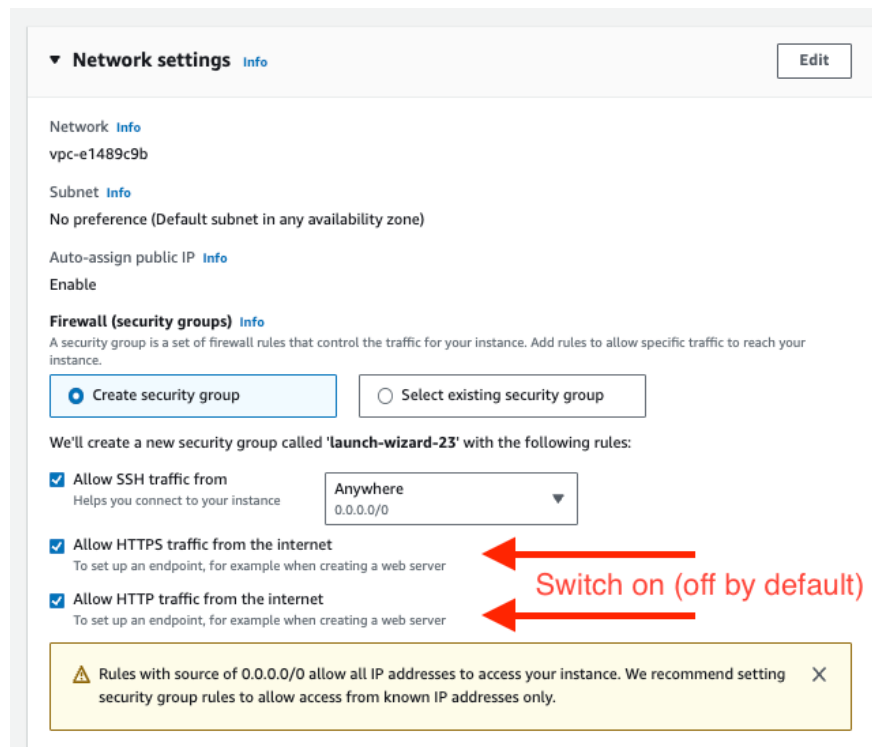 Network settings Info
Edit
Network Info
vpc-e1489c9b
Subnet Info
No preference (Default subnet in any availability zone)
Auto-assign public IP Info
Enable
Firewall (security groups) Info
A security group is a set of firewall rules that control the traffic for your instance. Add rules to allow specific traffic to reach your
instance.
Create security group
Select existing security group
We'll create a new security group called 'launch-wizard-23' with the following rules:
Allow SSH traffic from
Helps you connect to your instance
Anywhere
0.0.0.0/0
Allow HTTPS traffic from the internet
To set up an endpoint, for example when creating a web server
Switch on (off by default)
Allow HTTP traffic from the internet
To set up an endpoint, for example when creating a web server
Rules with source of 0.0.0.0/0 allow all IP addresses to access your instance. We recommend setting
security group rules to allow access from known IP addresses only.